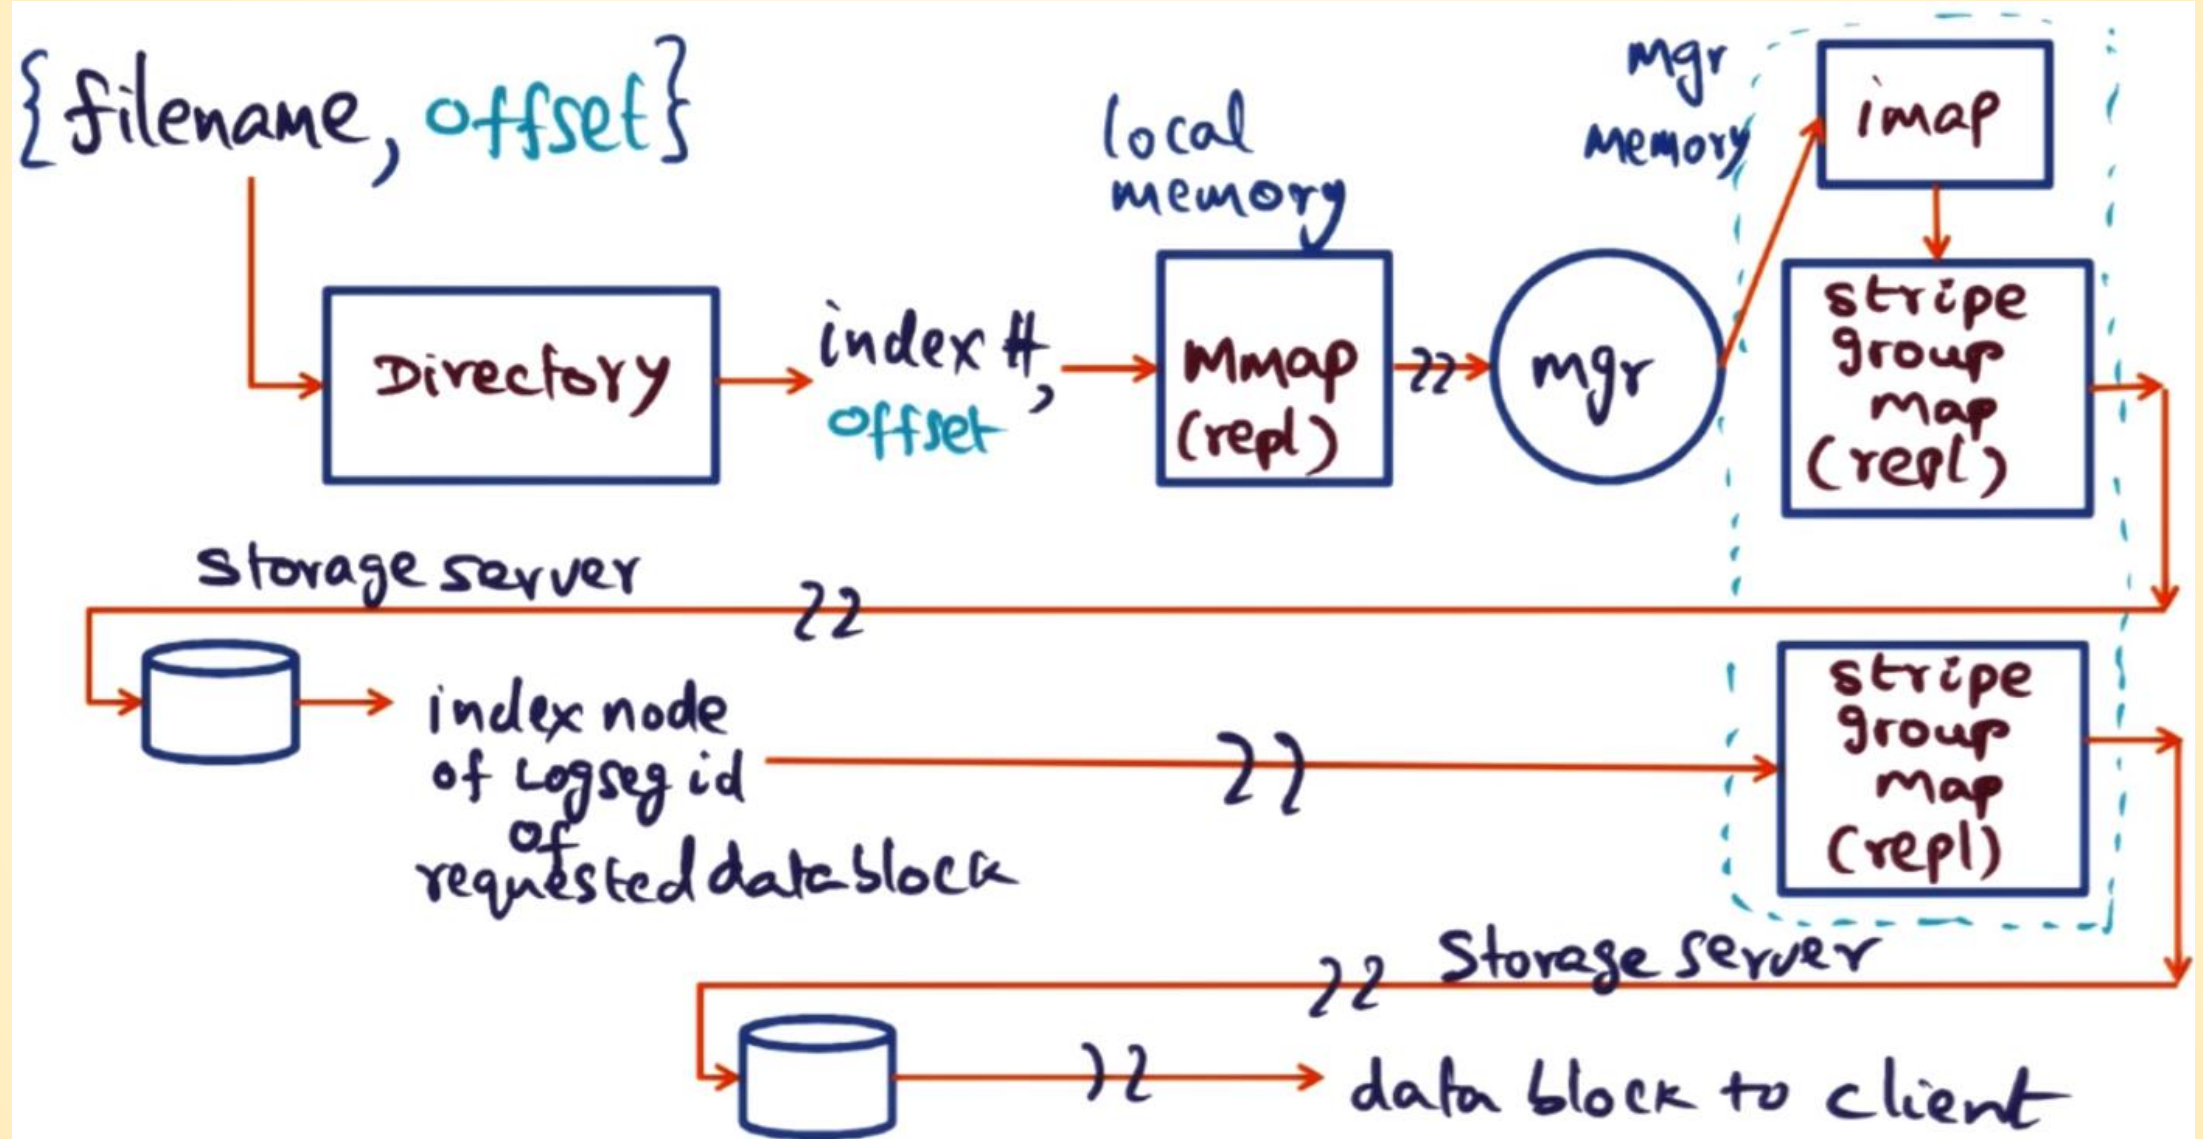 {filename, offset}
Directory
index #,
offset
local
memory
Mmap
(repl)
mgr
mgr
memory
imap
stripe
group
map
(repl)
storage server
index node
of Logseg id
of
requested data block
stripe
group
map
(repl)
Storage server
data block to client